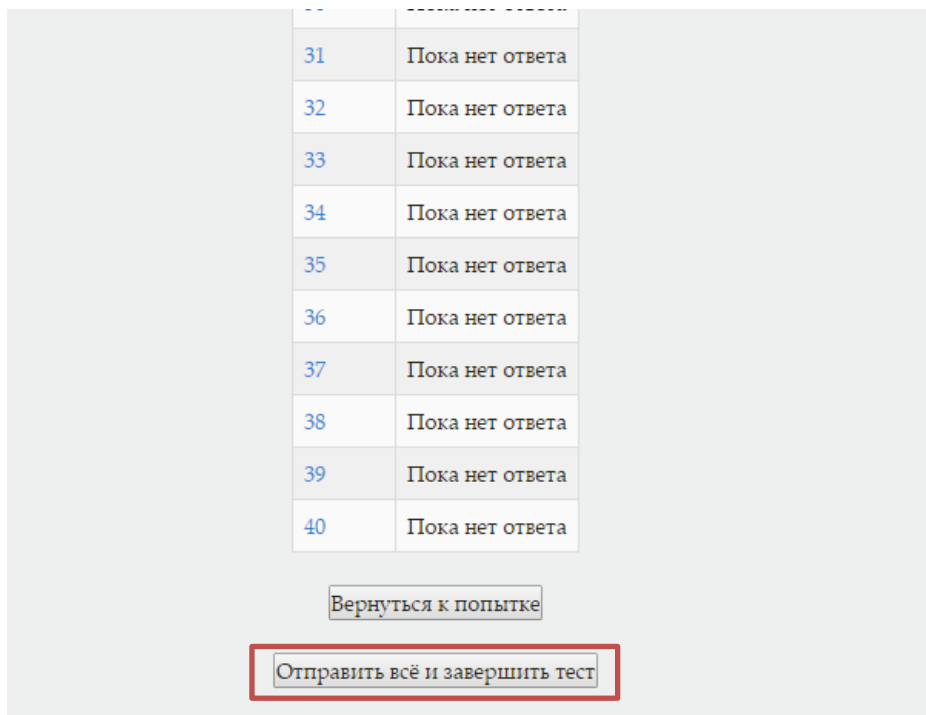 31 Пока нет ответа
32 Пока нет ответа
33 Пока нет ответа
34 Пока нет ответа
35 Пока нет ответа
36 Пока нет ответа
37 Пока нет ответа
38 Пока нет ответа
39 Пока нет ответа
40 Пока нет ответа
Вернуться к попытке
Отправить всё и завершить тест